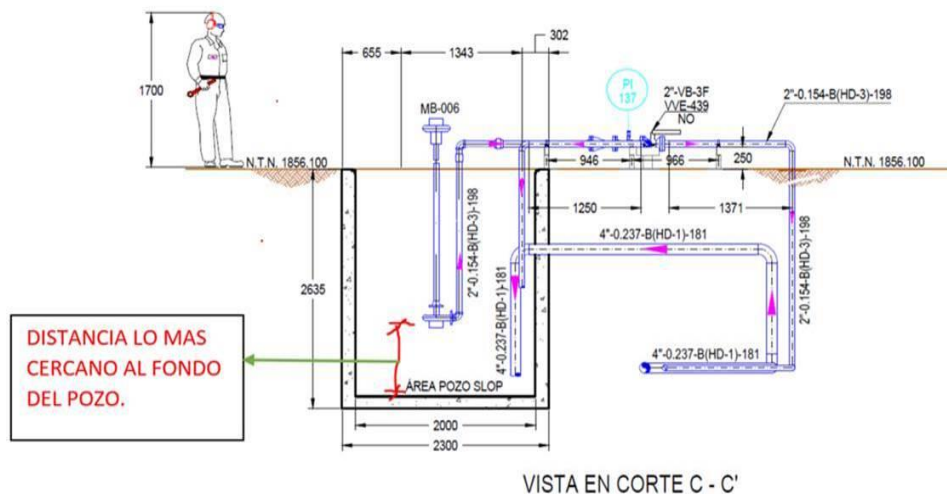 302
655
1343
PI
137
2"-VB-3F
VVE-439
NO
2"-0.154-B(HD-3)-198
1700
MB-006
N.T.N. 1856.100
946
966
250
N.T.N. 1856.100
1250
1371
4"-0.237-B(HD-1)-181
2"-0.154-B(HD-3)-198
2"-0.154-B(HD-3)-198
2635
4"-0.237-B(HD-1)-181
DISTANCIA LO MAS
CERCANO AL FONDO
DEL POZO.
4"-0.237-B(HD-1)-181
ÁREA POZO SLOP
2000
2300
VISTA EN CORTE C - C'